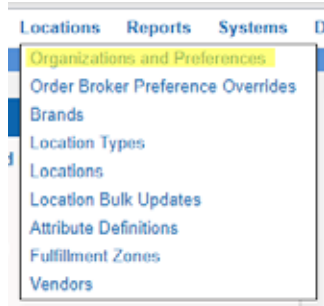 Locations Reports Systems D
Organizations and Preferences
Order Broker Preference Overrides
Brands
Location Types
Locations
Location Bulk Updates
Attribute Definitions
Fulfillment Zones
Vendors